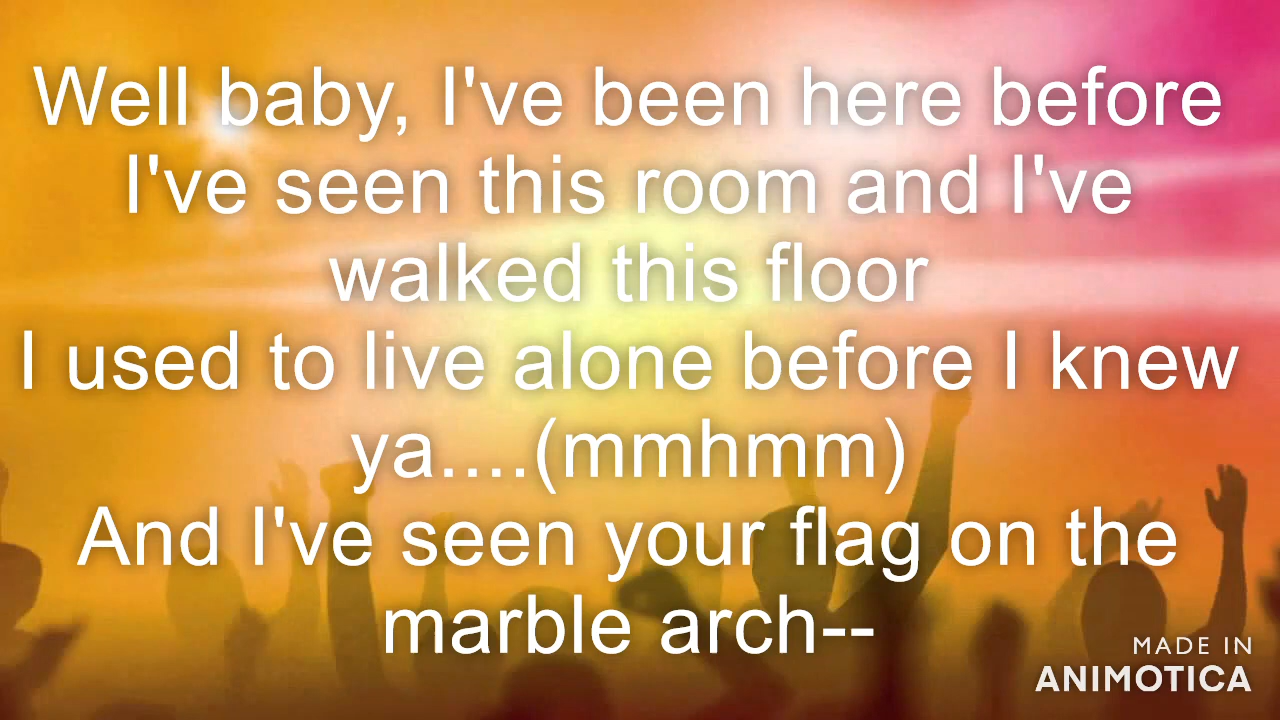 Well baby, I've been here before
I've seen this room and I've
walked this floor
I used to live alone before I knew
ya....(mmhmm)
And I've seen your flag on the
marble arch--
MADE IN
ANIMOTICA